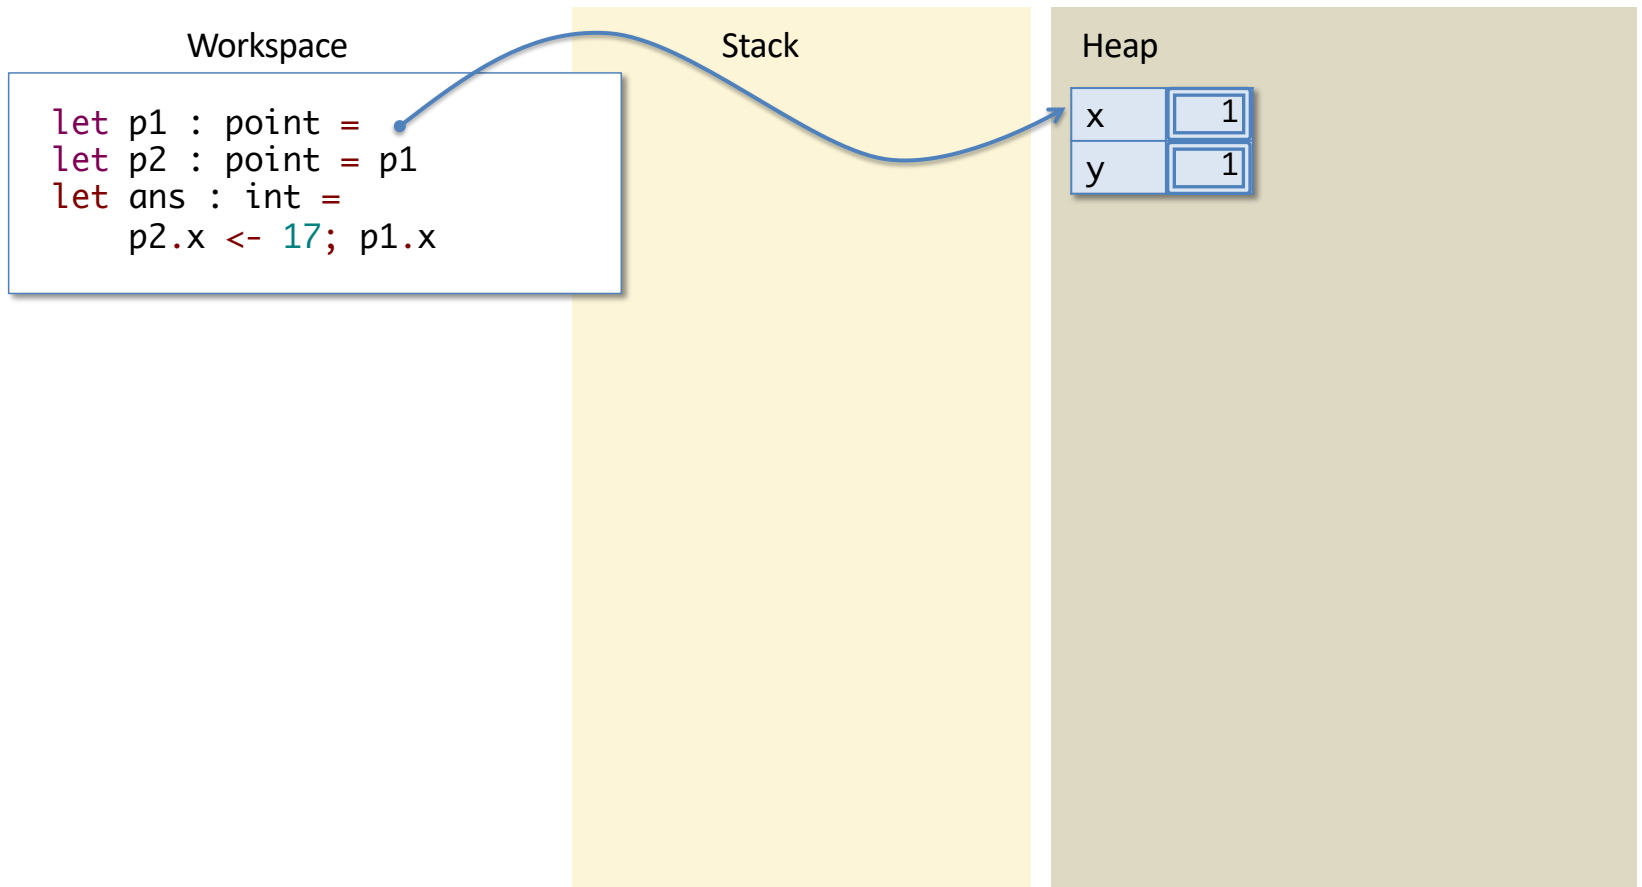 Workspace
Stack
Heap
let p1 : point =
let p2 : point = p1
let ans : int =
p2.x <- 17; p1.x
x 1
y 1